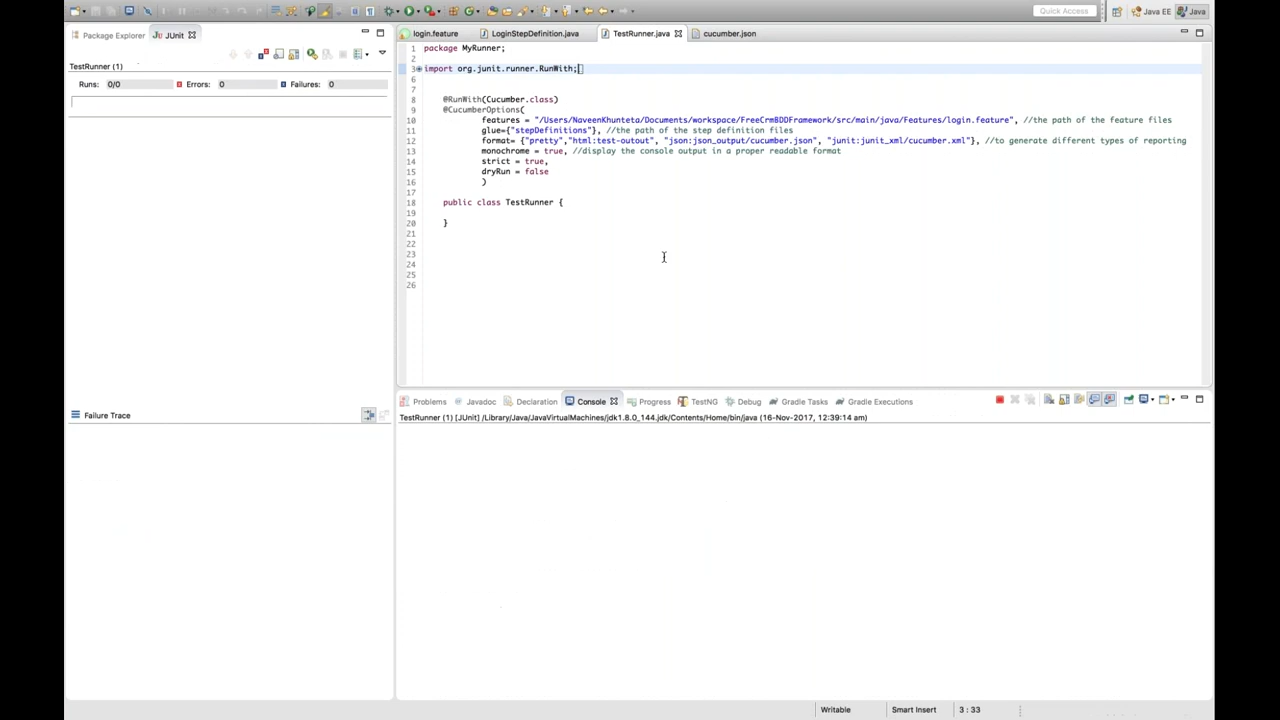 Quick Access
Java EE
Java
Package Explorer
JUnit
TestRunner (1)
Runs: 0/0
Errors: 0
Failures: 0
Failure Trace
login.feature
LoginStepDefinition.java
TestRunner.java
cucumber.json
1 package MyRunner;
2
3 import org.junit.runner.RunWith;
6
7
8 @RunWith(Cucumber.class)
9 @CucumberOptions(
10 features = "/Users/NaveenKhunteta/Documents/workspace/FreeCrmBDDFramework/src/main/java/Features/login.feature", //the path of the feature files
11 glue={"stepDefinitions"}, //the path of the step definition files
12 format= {"pretty","html:test-outout", "json:json_output/cucumber.json", "junit:junit_xml/cucumber.xml"}, //to generate different types of reporting
13 monochrome = true, //display the console output in a proper readable format
14 strict = true,
15 dryRun = false
16 )
17
18 public class TestRunner {
19
20 }
21
22
23
24
25
26
Problems
Javadoc
Declaration
Console
Progress
TestNG
Debug
Gradle Tasks
Gradle Executions
TestRunner (1) [JUnit] /Library/Java/JavaVirtualMachines/jdk1.8.0_144.jdk/Contents/Home/bin/java (16-Nov-2017, 12:39:14 am)
Writable
Smart Insert
3 : 33